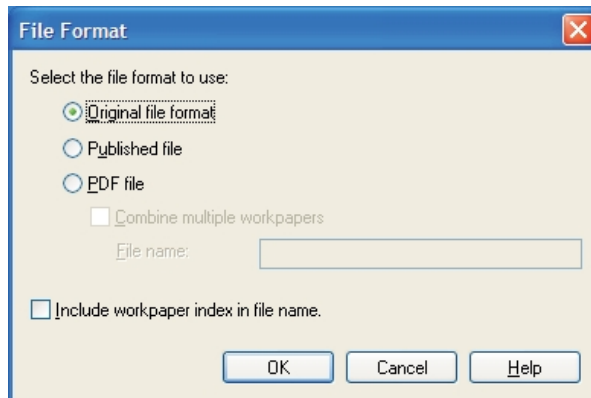 File Format
Select the file format to use:
Original file format
Published file
PDF file
Combine multiple workpapers
File name:
Include workpaper index in file name.
OK Cancel Help